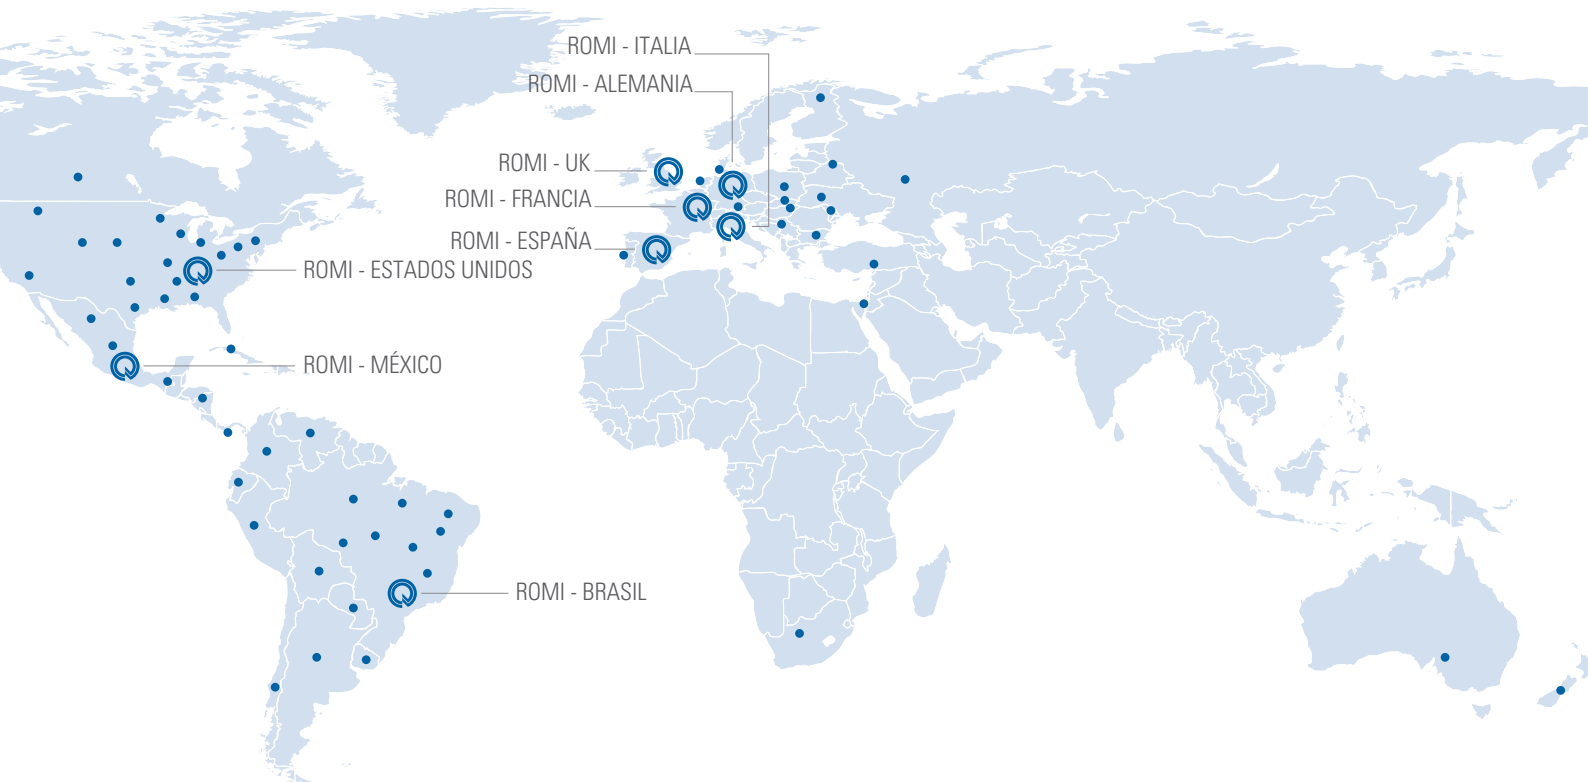 ROMI - ITALIA
ROMI - ALEMANIA
ROMI - UK
ROMI - FRANCIA
ROMI - ESPAÑA
ROMI - ESTADOS UNIDOS
ROMI - MÉXICO
ROMI - BRASIL